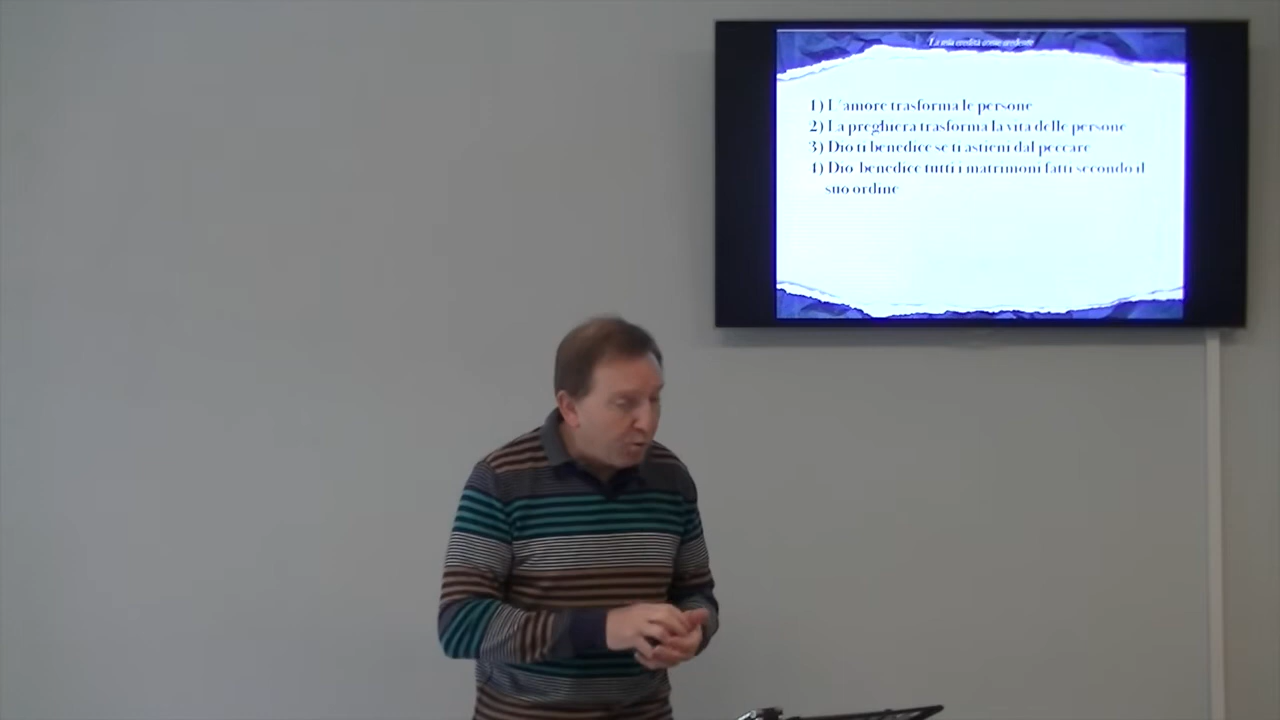 La mia eredità come credente
1) L'amore trasforma le persone
2) La preghiera trasforma la vita delle persone
3) Dio ti benedice se ti astieni dal peccare
4) Dio benedice tutti i matrimoni fatti secondo il
suo ordine